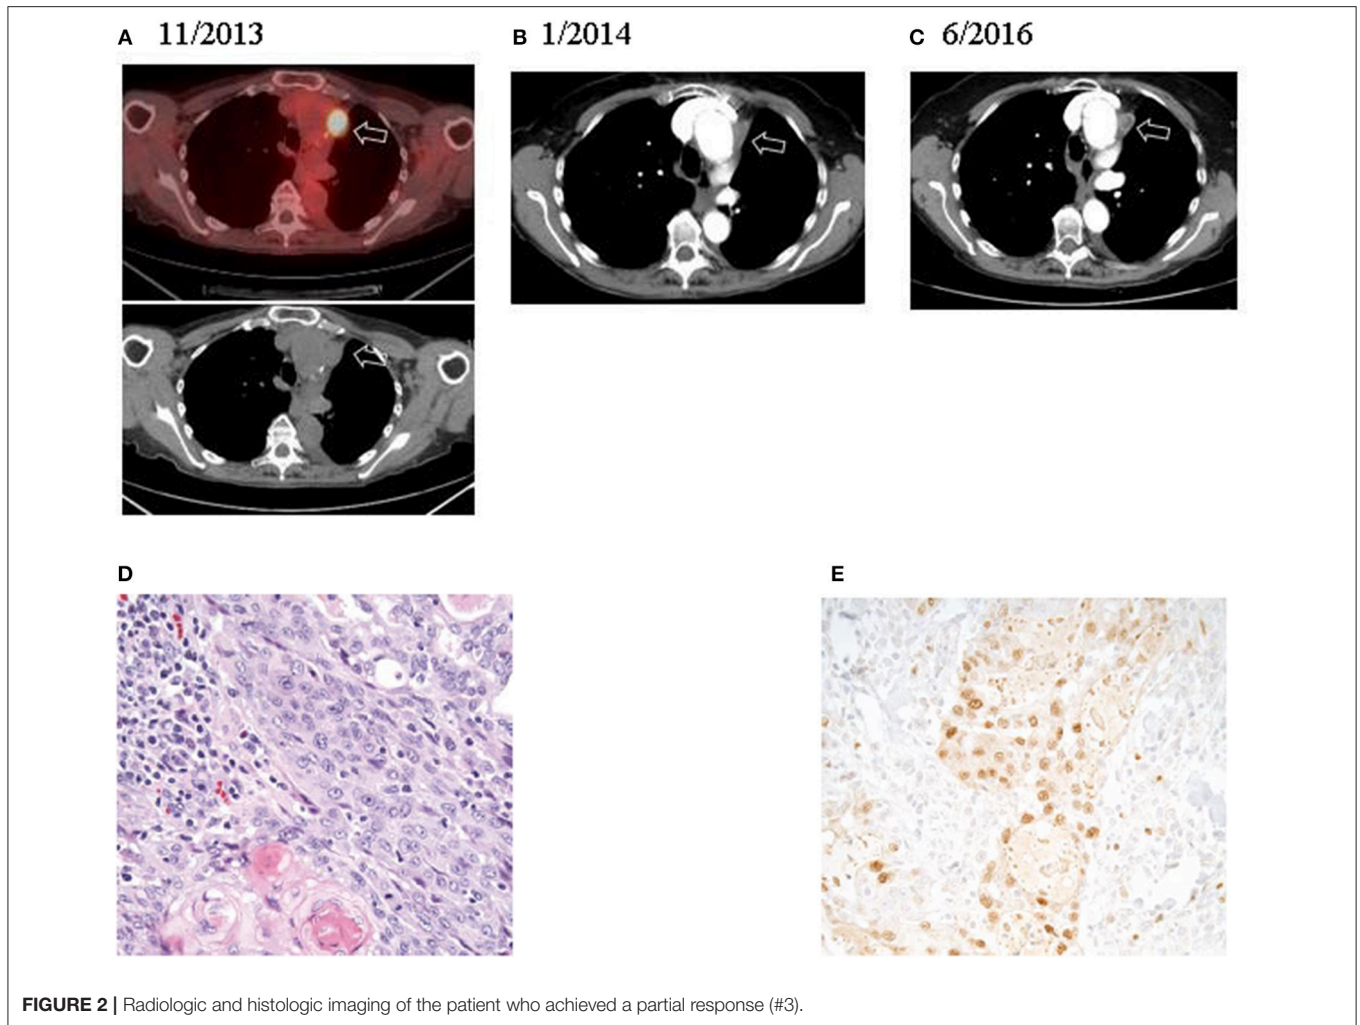 A 11/2013
B 1/2014
C 6/2016
D
E
FIGURE 2 | Radiologic and histologic imaging of the patient who achieved a partial response (#3).